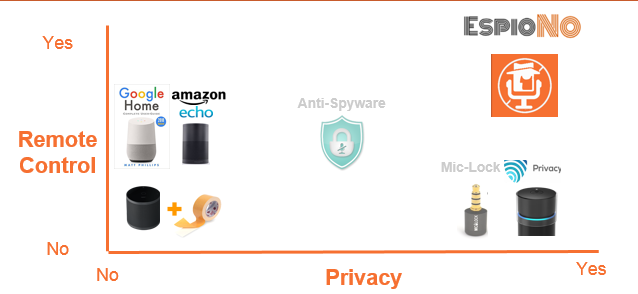 EspioNo
Yes
Google
Home
amazon
echo
Anti-Spyware
Remote
Control
Mic-Lock
Privacy
No
No
Privacy
Yes